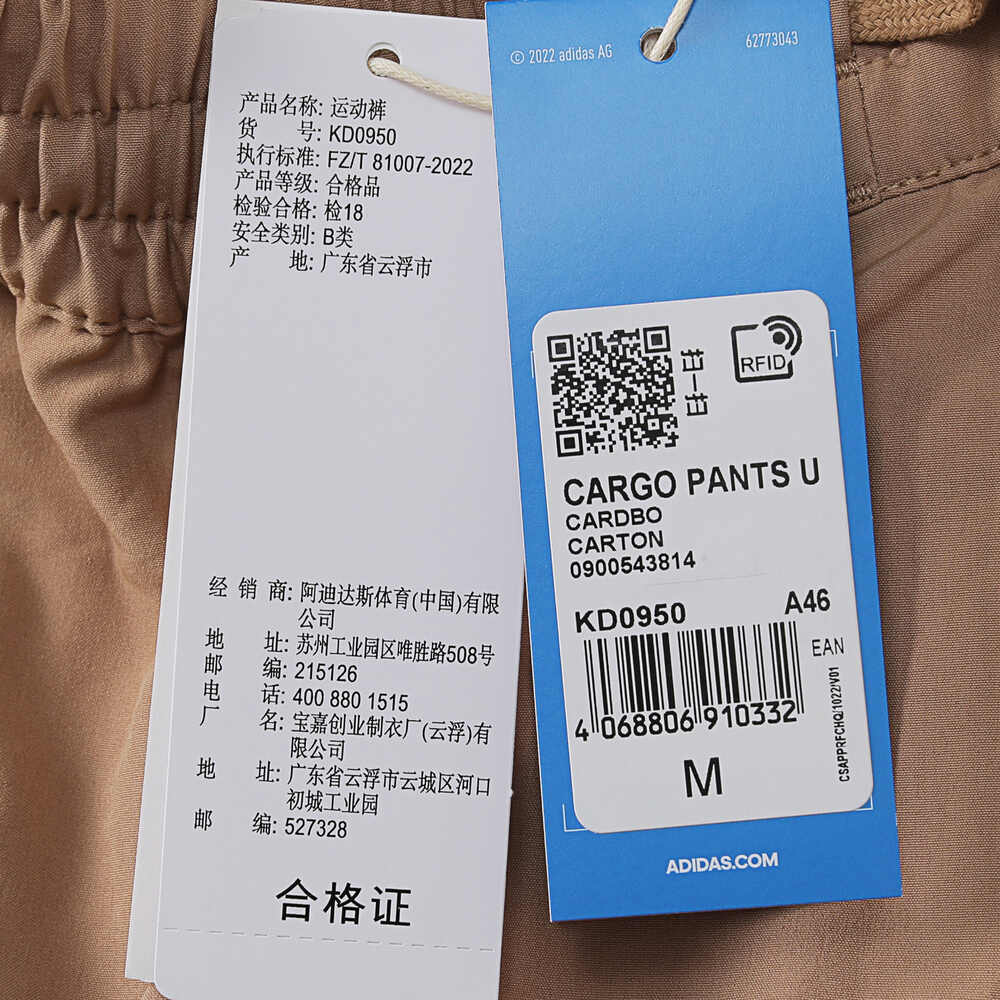 产品名称: 运动裤
货 号: KD0950
执行标准: FZ/T 81007-2022
产品等级: 合格品
检验合格: 检18
安全类别: B类
产 地: 广东省云浮市
经 销 商: 阿迪达斯体育(中国)有限
公司
地 址: 苏州工业园区唯胜路508号
邮 编: 215126
电 话: 400 880 1515
厂 名: 宝嘉创业制衣厂(云浮)有
限公司
地 址: 广东省云浮市云城区河口
初城工业园
邮 编: 527328
合格证
© 2022 adidas AG
62773043
RFID
CARGO PANTS U
CARDBO
CARTON
0900543814
KD0950 A46
EAN
4 068806 910332
M
CSAPPRFCHQ/1022/V01
ADIDAS.COM